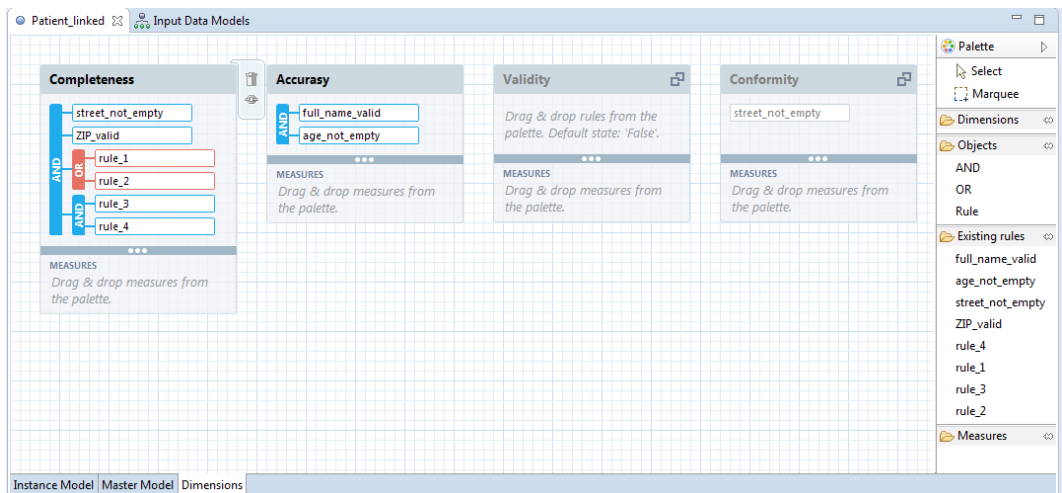 Patient_linked
Input Data Models
Completeness
street_not_empty
ZIP_valid
AND
OR
rule_1
rule_2
AND
rule_3
rule_4
MEASURES
Drag & drop measures from
the palette.
Accurasy
AND
full_name_valid
age_not_empty
MEASURES
Drag & drop measures from
the palette.
Validity
Drag & drop rules from the
palette. Default state: 'False'.
MEASURES
Drag & drop measures from
the palette.
Conformity
street_not_empty
MEASURES
Drag & drop measures from
the palette.
Palette
Select
Marquee
Dimensions
Objects
AND
OR
Rule
Existing rules
full_name_valid
age_not_empty
street_not_empty
ZIP_valid
rule_4
rule_1
rule_3
rule_2
Measures
Instance Model
Master Model
Dimensions